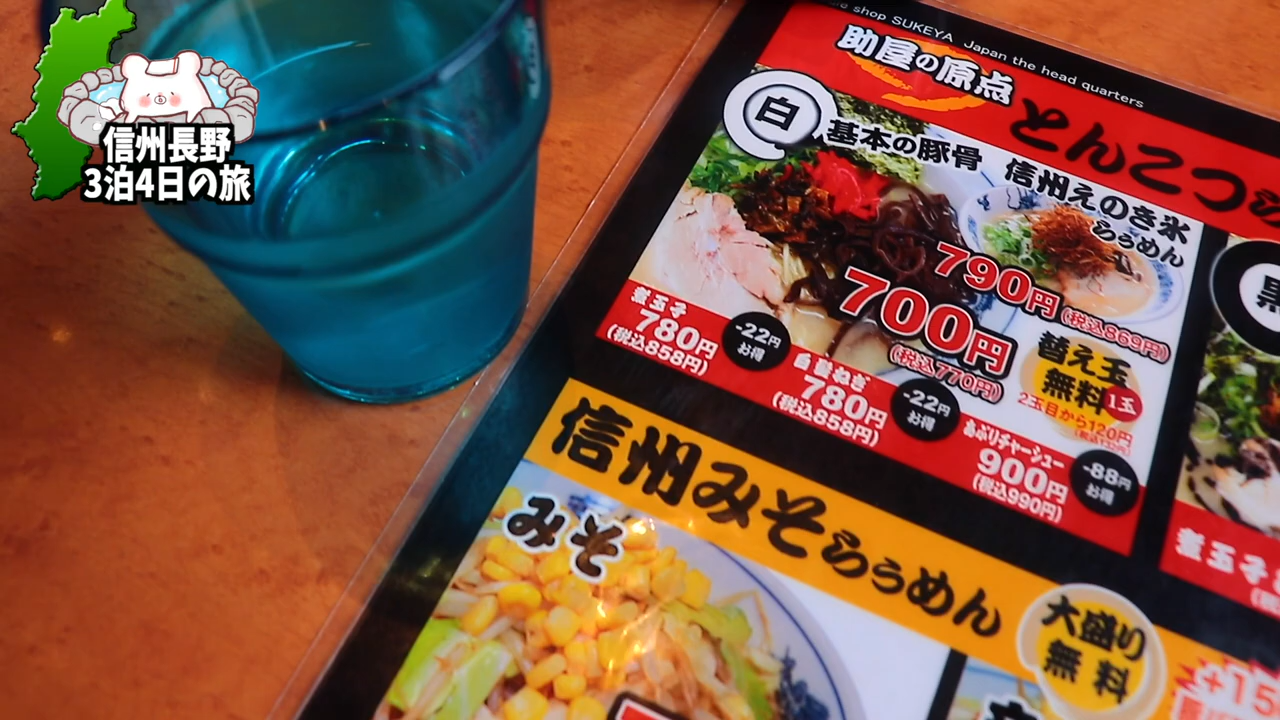 信州長野
3泊4日の旅
shop SUKEYA Japan the head quarters
助屋の原点
とんこつ
白
基本の豚骨
信州えのき氷
らぅめん
790円
(税込869円)
700円
(税込770円)
替え玉
無料
1玉
2玉目から120円
煮玉子
780円
(税込858円)
-22円
お得
白髪ねぎ
780円
(税込858円)
-22円
お得
あぶりチャーシュー
900円
(税込990円)
-88円
お得
黒
煮玉子
信州みそらぅめん
みそ
大盛り
無料
+15